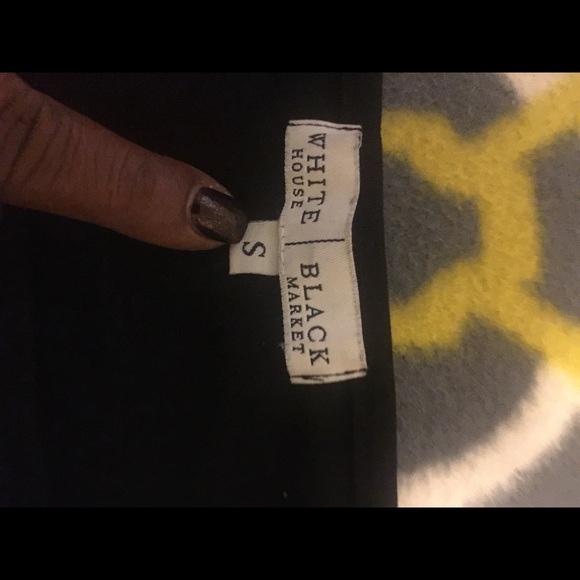 WHITE | BLACK
HOUSE MARKET
S